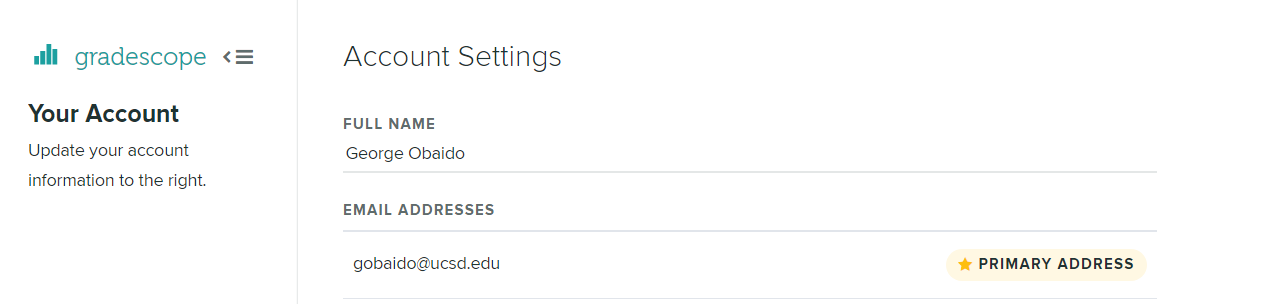 gradescope
Your Account
Update your account
information to the right.
Account Settings
FULL NAME
George Obaido
EMAIL ADDRESSES
gobaido@ucsd.edu
PRIMARY ADDRESS